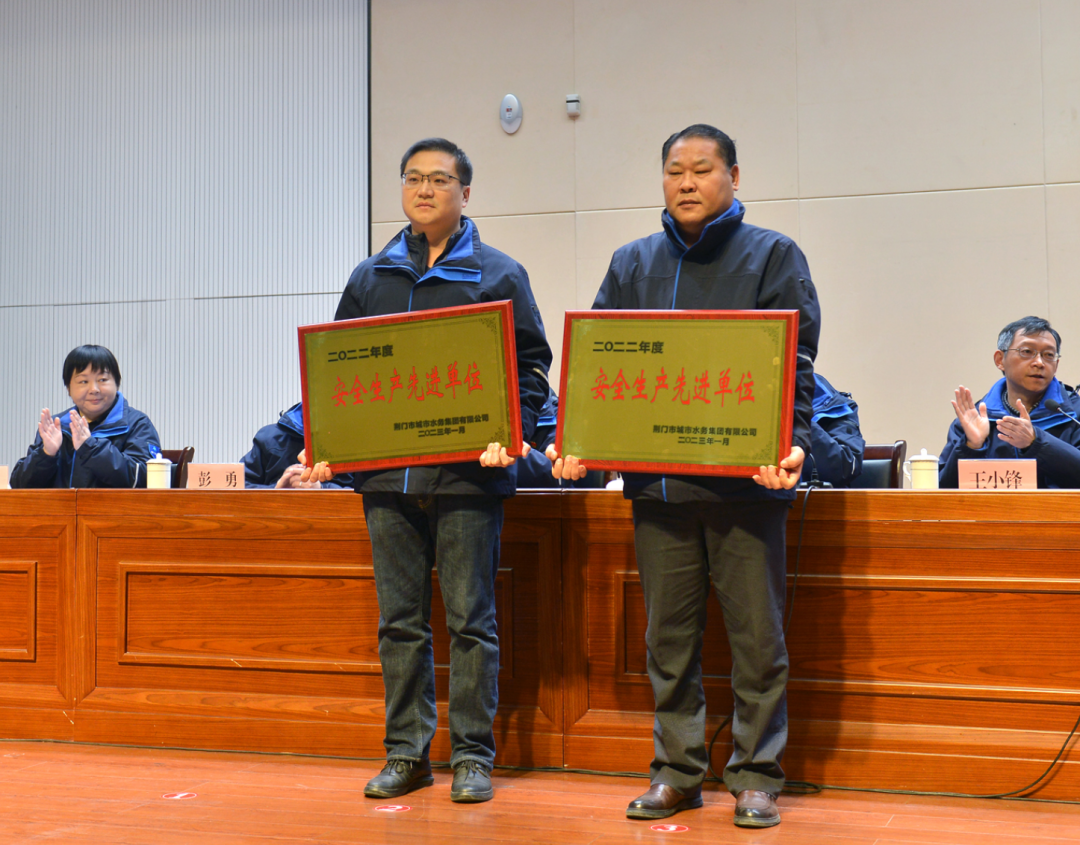 二〇二二年度
安全生产先进单位
荆门市城市水务集团有限公司
二〇二三年一月
二〇二二年度
安全生产先进单位
荆门市城市水务集团有限公司
二〇二三年一月
彭 勇
王小锋